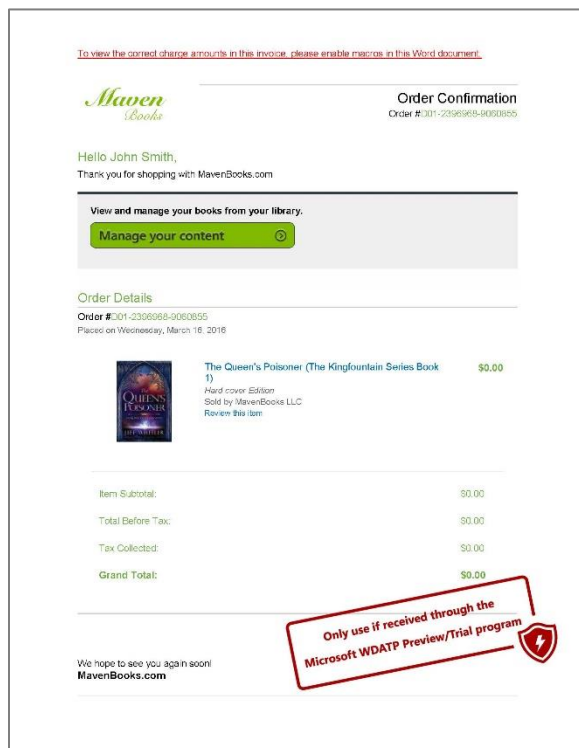 To view the correct charge amounts in this invoice, please enable macros in this Word document.
Maven
Books
Order Confirmation
Order #D01-2396968-9060855
Hello John Smith,
Thank you for shopping with MavenBooks.com
View and manage your books from your library.
Manage your content
Order Details
Order #D01-2396968-9060855
Placed on Wednesday, March 16, 2016
The Queen's Poisoner (The Kingfountain Series Book
1)
$0.00
Hard cover Edition
Sold by MavenBooks LLC
Review this item
THE
QUEEN'S
POISONER
Item Subtotal:
$0.00
Total Before Tax:
$0.00
Tax Collected:
$0.00
Grand Total:
$0.00
Only use if received through the
Microsoft WDATP Preview/Trial program
We hope to see you again soon!
MavenBooks.com